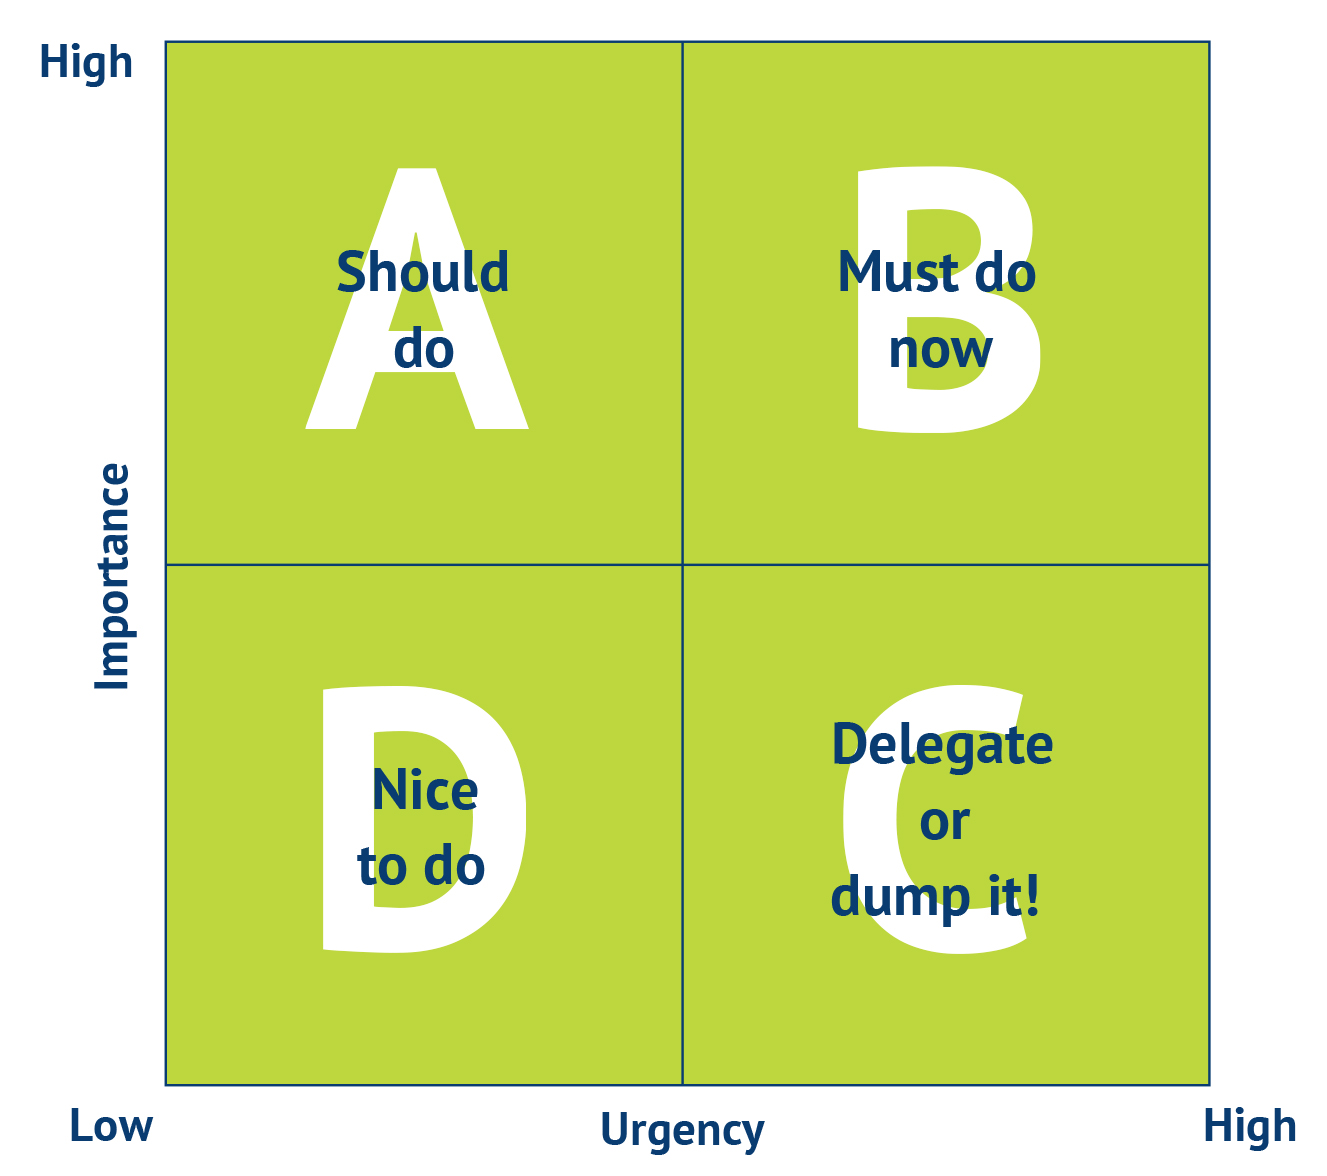 High
A
Should
do
B
Must do
now
Importance
D
Nice
to do
C
Delegate
or
dump it!
Low
Urgency
High